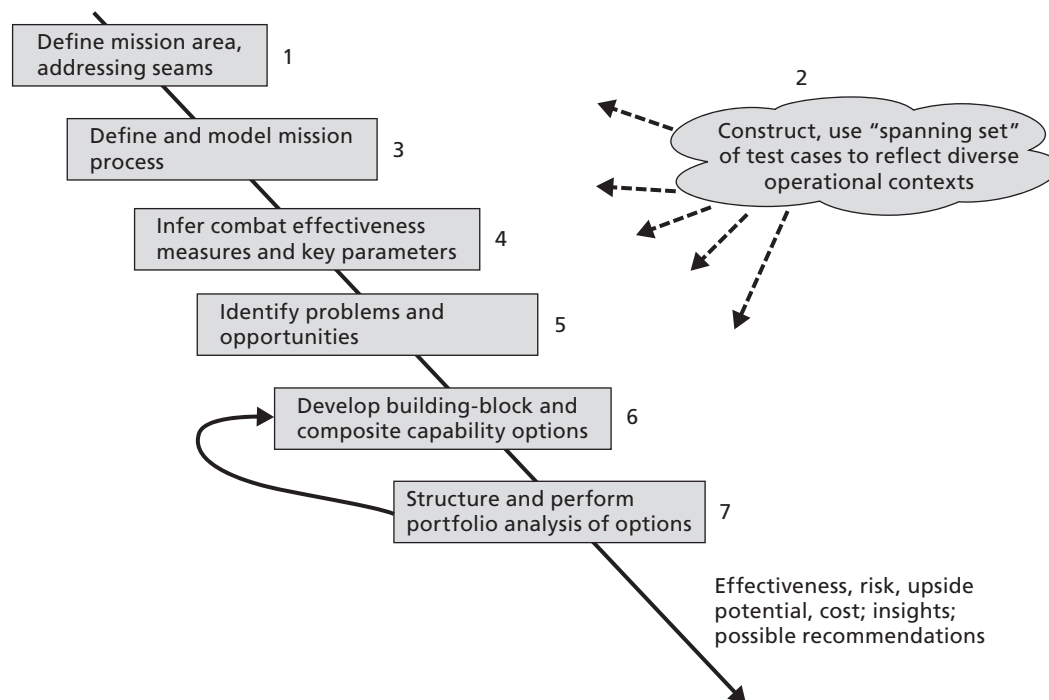 Define mission area,
addressing seams
1
2
Construct, use “spanning set”
of test cases to reflect diverse
operational contexts
Define and model mission
process
3
Infer combat effectiveness
measures and key parameters
4
Identify problems and
opportunities
5
Develop building-block and
composite capability options
6
Structure and perform
portfolio analysis of options
7
Effectiveness, risk, upside
potential, cost; insights;
possible recommendations